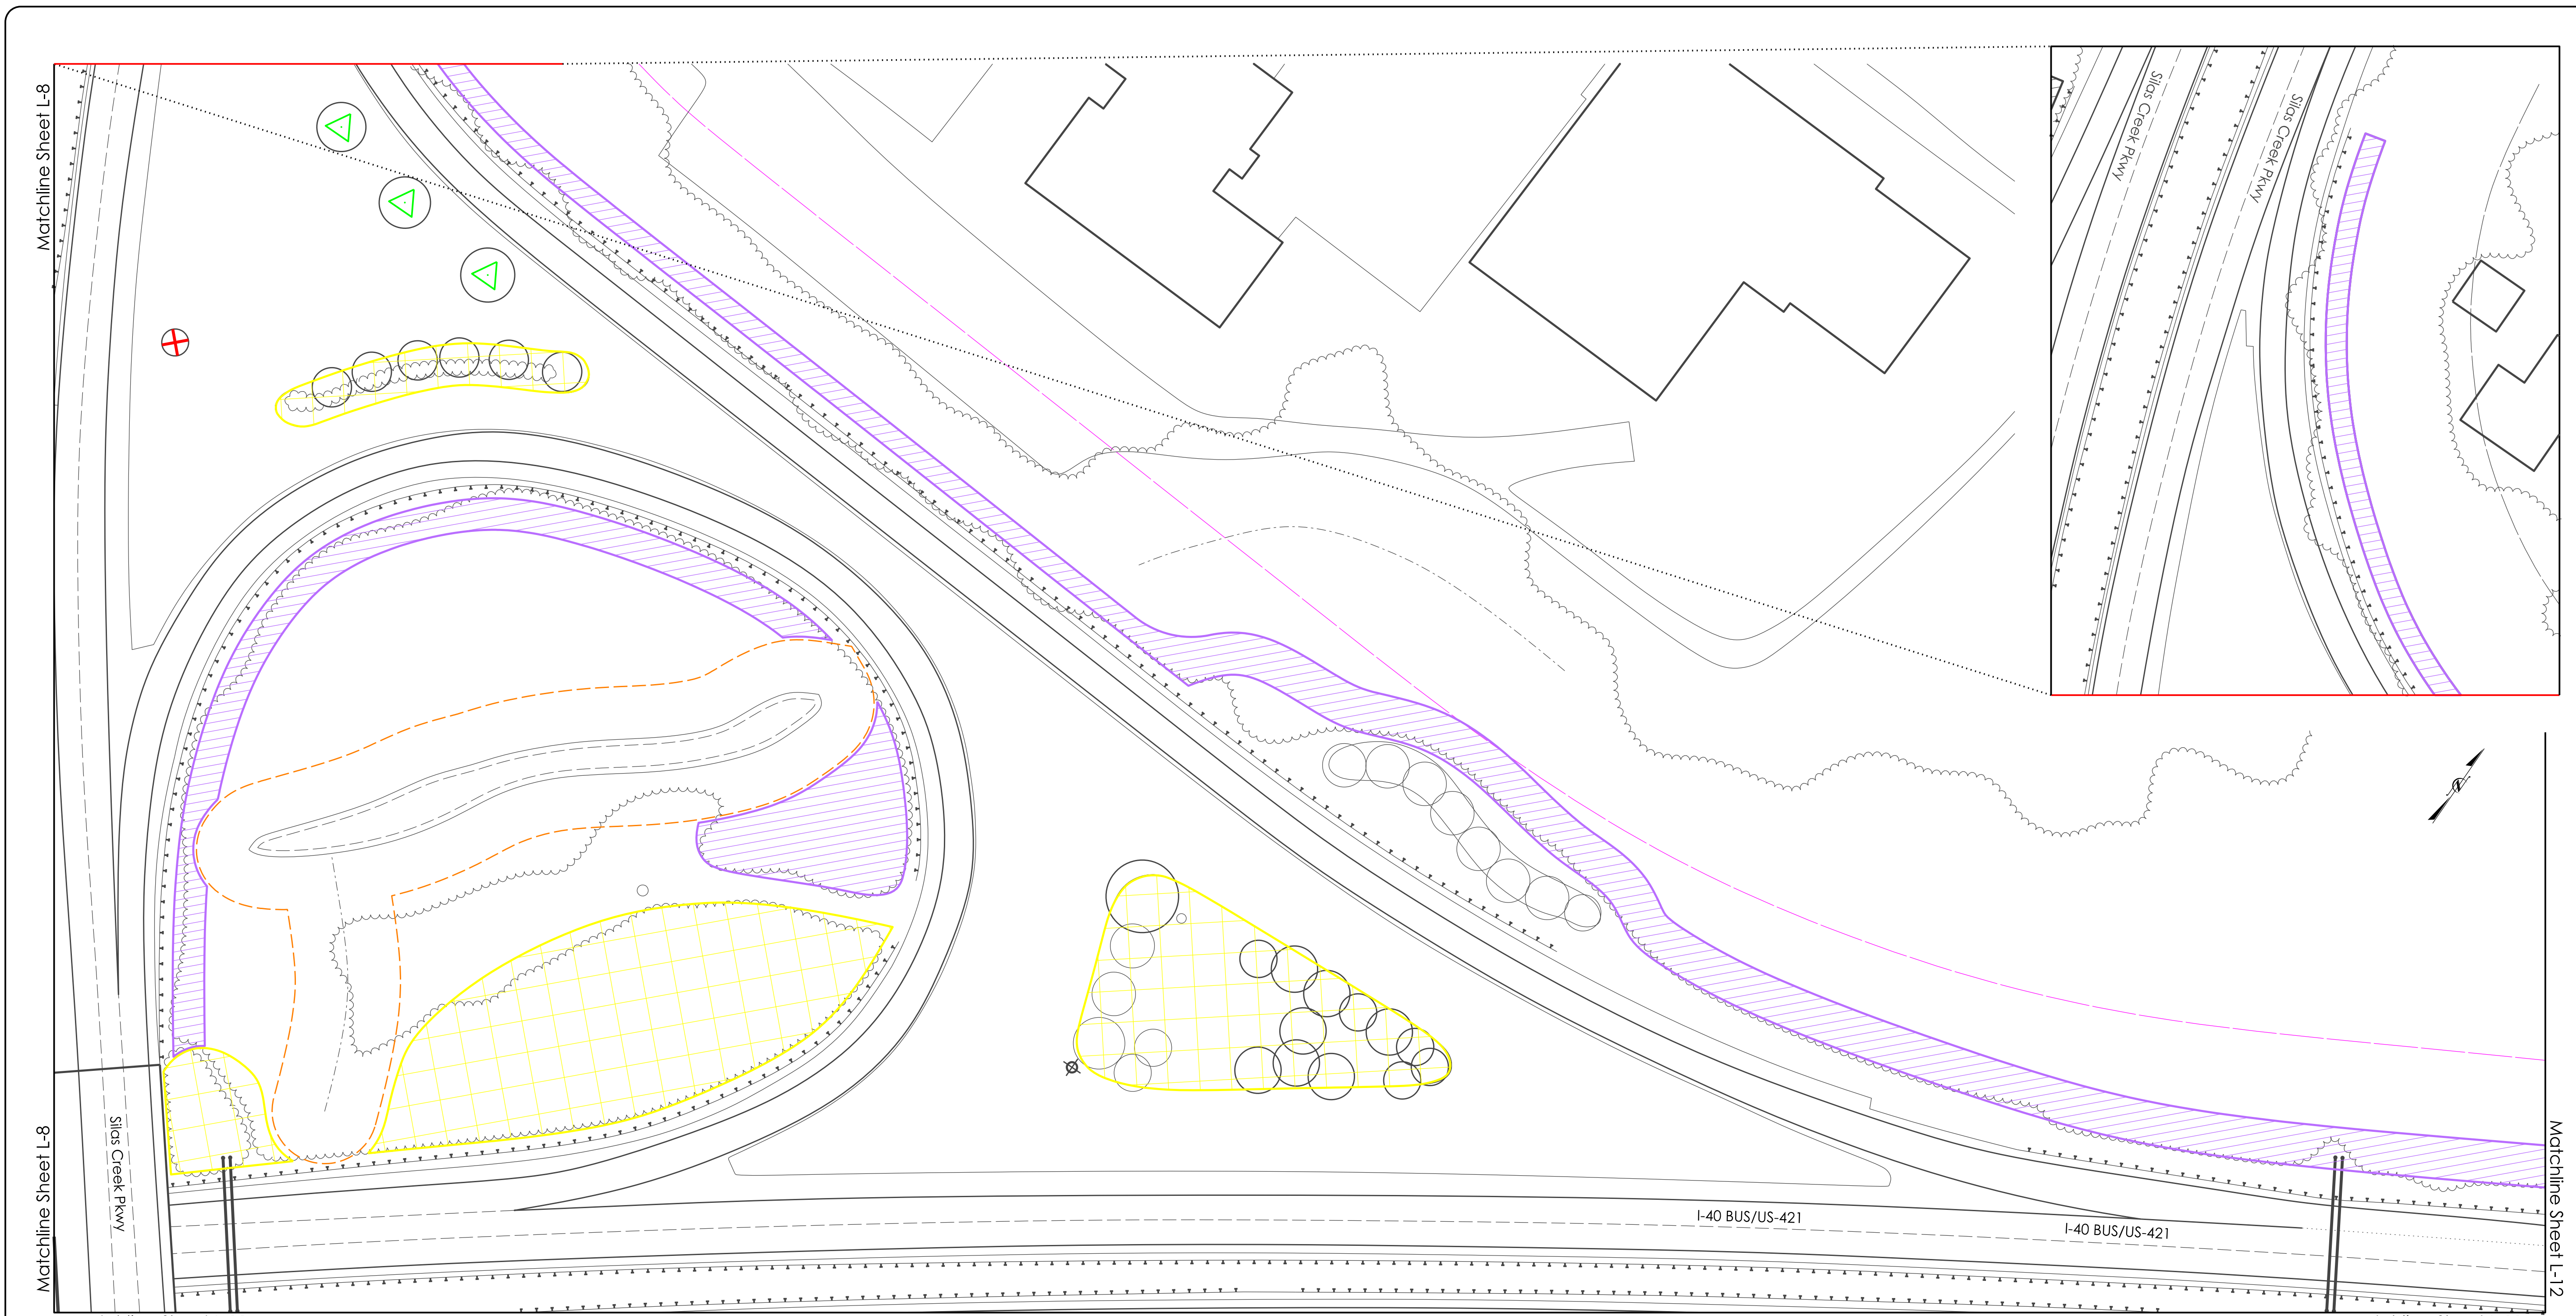 Matchline Sheet L-8
Silas Creek Pkwy
Silas Creek Pkwy
N
Matchline Sheet L-8
Silas Creek Pkwy
I-40 BUS/US-421
I-40 BUS/US-421
Matchline Sheet L-12